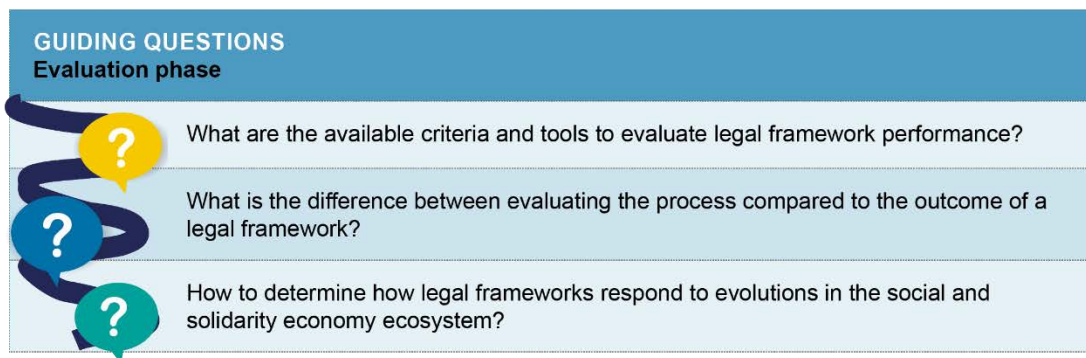 GUIDING QUESTIONS
Evaluation phase
?
What are the available criteria and tools to evaluate legal framework performance?
?
What is the difference between evaluating the process compared to the outcome of a
legal framework?
?
How to determine how legal frameworks respond to evolutions in the social and
solidarity economy ecosystem?